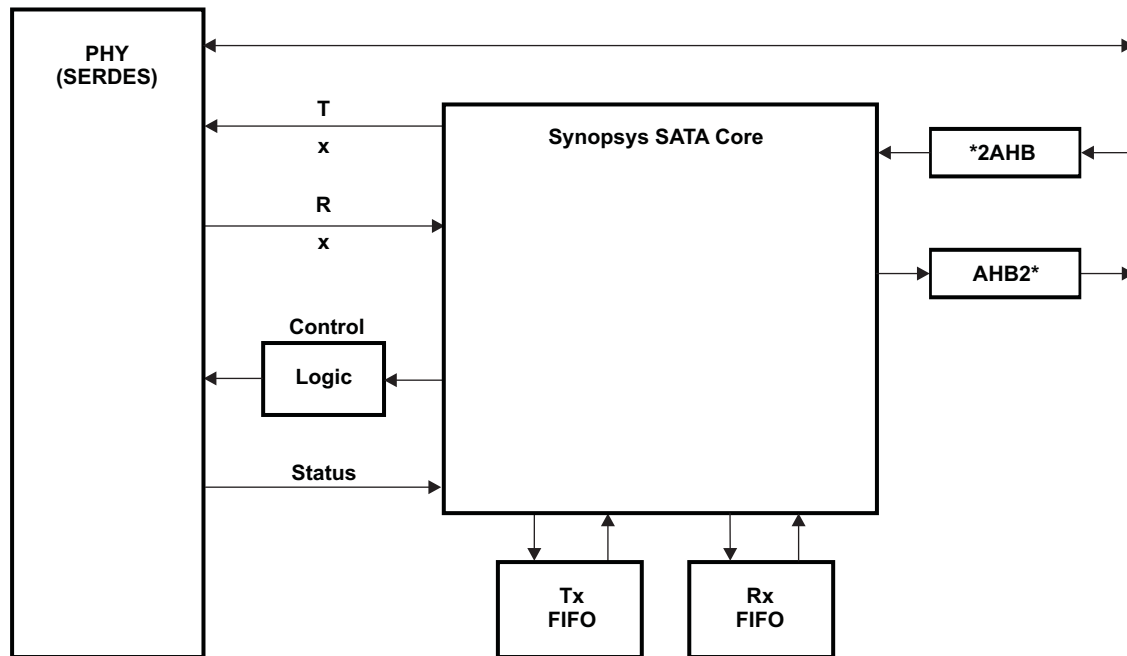 PHY
(SERDES)
T
x
Synopsys SATA Core
*2AHB
R
x
AHB2*
Control
Logic
Status
Tx
FIFO
Rx
FIFO